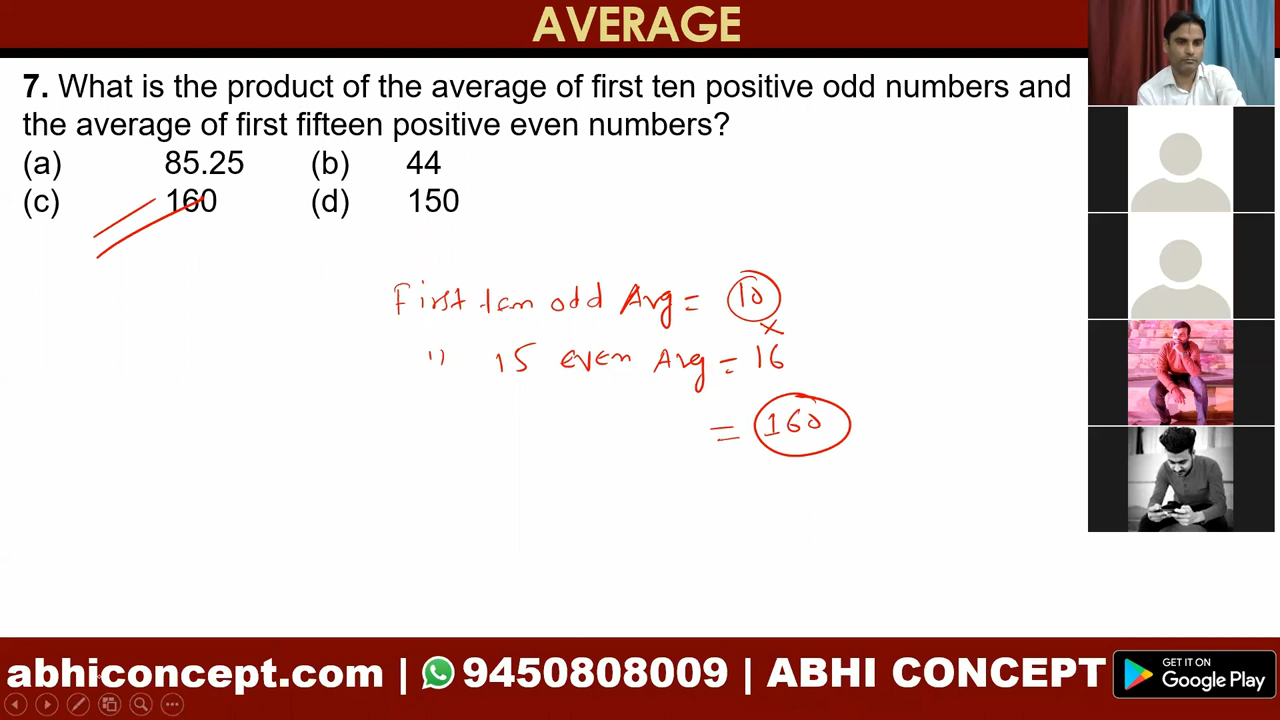 AVERAGE
7. What is the product of the average of first ten positive odd numbers and
the average of first fifteen positive even numbers?
(a) 85.25 (b) 44
(c) 160 (d) 150
First ten odd Avg = 10
×
" 15 even Avg = 16
= 160
abhiconcept.com | 9450808009 | ABHI CONCEPT
GET IT ON
Google Play